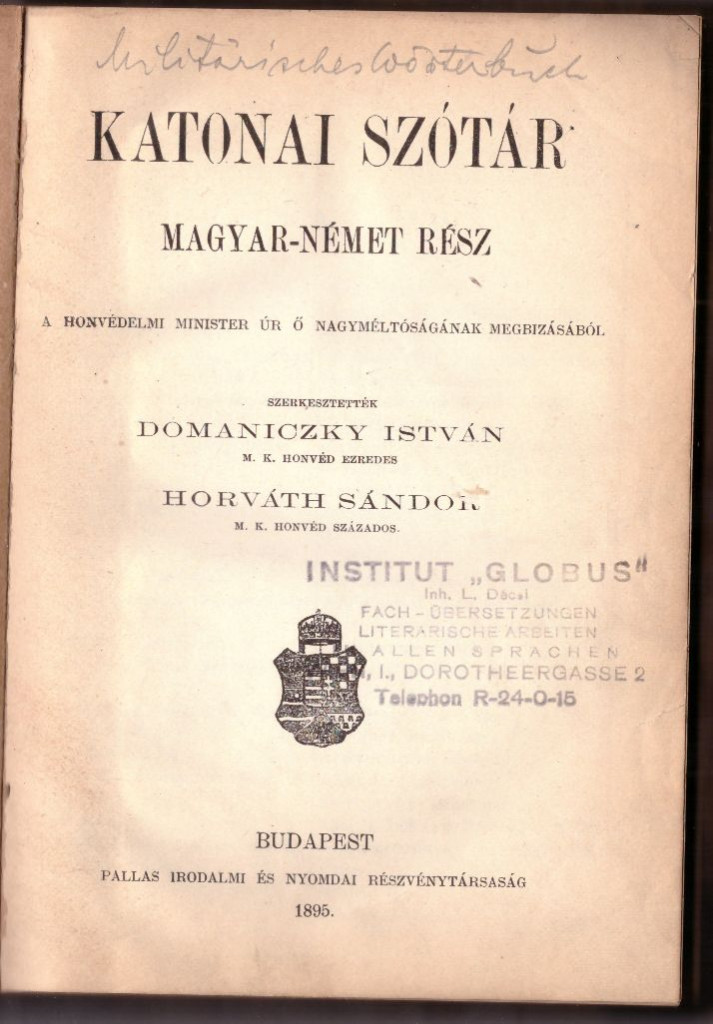 Militärisches Wörterbuch
KATONAI SZÓTÁR
MAGYAR-NÉMET RÉSZ
A HONVÉDELMI MINISTER ÚR Ő NAGYMÉLTÓSÁGÁNAK MEGBIZÁSÁBÓL
SZERKESZTETTÉK
DOMANICZKY ISTVÁN
M. K. HONVÉD EZREDES
HORVÁTH SÁNDOR
M. K. HONVÉD SZÁZADOS.
INSTITUT „GLOBUS"
Inh. L. Décsi
FACH-ÜBERSETZUNGEN
LITERARISCHE ARBEITEN
ALLEN SPRACHEN
I., DOROTHEERGASSE 2
Telephon R-24-0-15
BUDAPEST
PALLAS IRODALMI ÉS NYOMDAI RÉSZVÉNYTÁRSASÁG
1895.